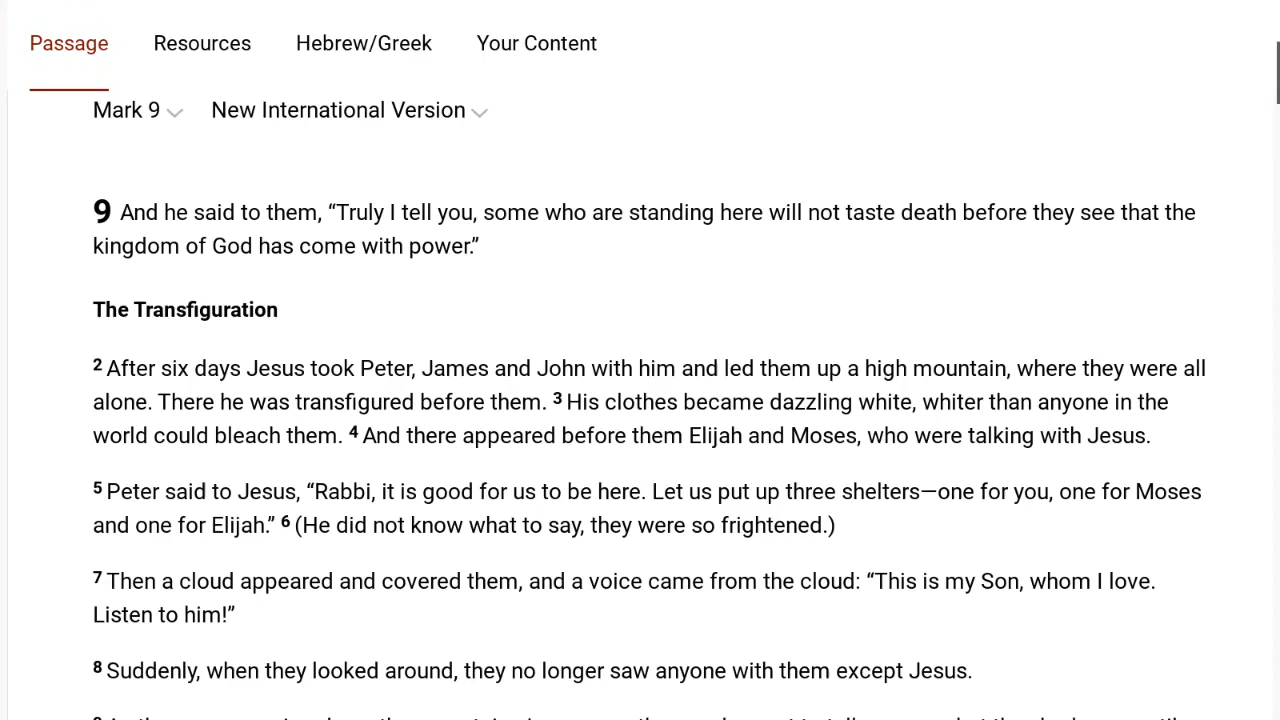 Passage Resources Hebrew/Greek Your Content
Mark 9 New International Version
9 And he said to them, “Truly I tell you, some who are standing here will not taste death before they see that the
kingdom of God has come with power.”
The Transfiguration
2 After six days Jesus took Peter, James and John with him and led them up a high mountain, where they were all
alone. There he was transfigured before them. 3 His clothes became dazzling white, whiter than anyone in the
world could bleach them. 4 And there appeared before them Elijah and Moses, who were talking with Jesus.
5 Peter said to Jesus, “Rabbi, it is good for us to be here. Let us put up three shelters—one for you, one for Moses
and one for Elijah.” 6 (He did not know what to say, they were so frightened.)
7 Then a cloud appeared and covered them, and a voice came from the cloud: “This is my Son, whom I love.
Listen to him!”
8 Suddenly, when they looked around, they no longer saw anyone with them except Jesus.